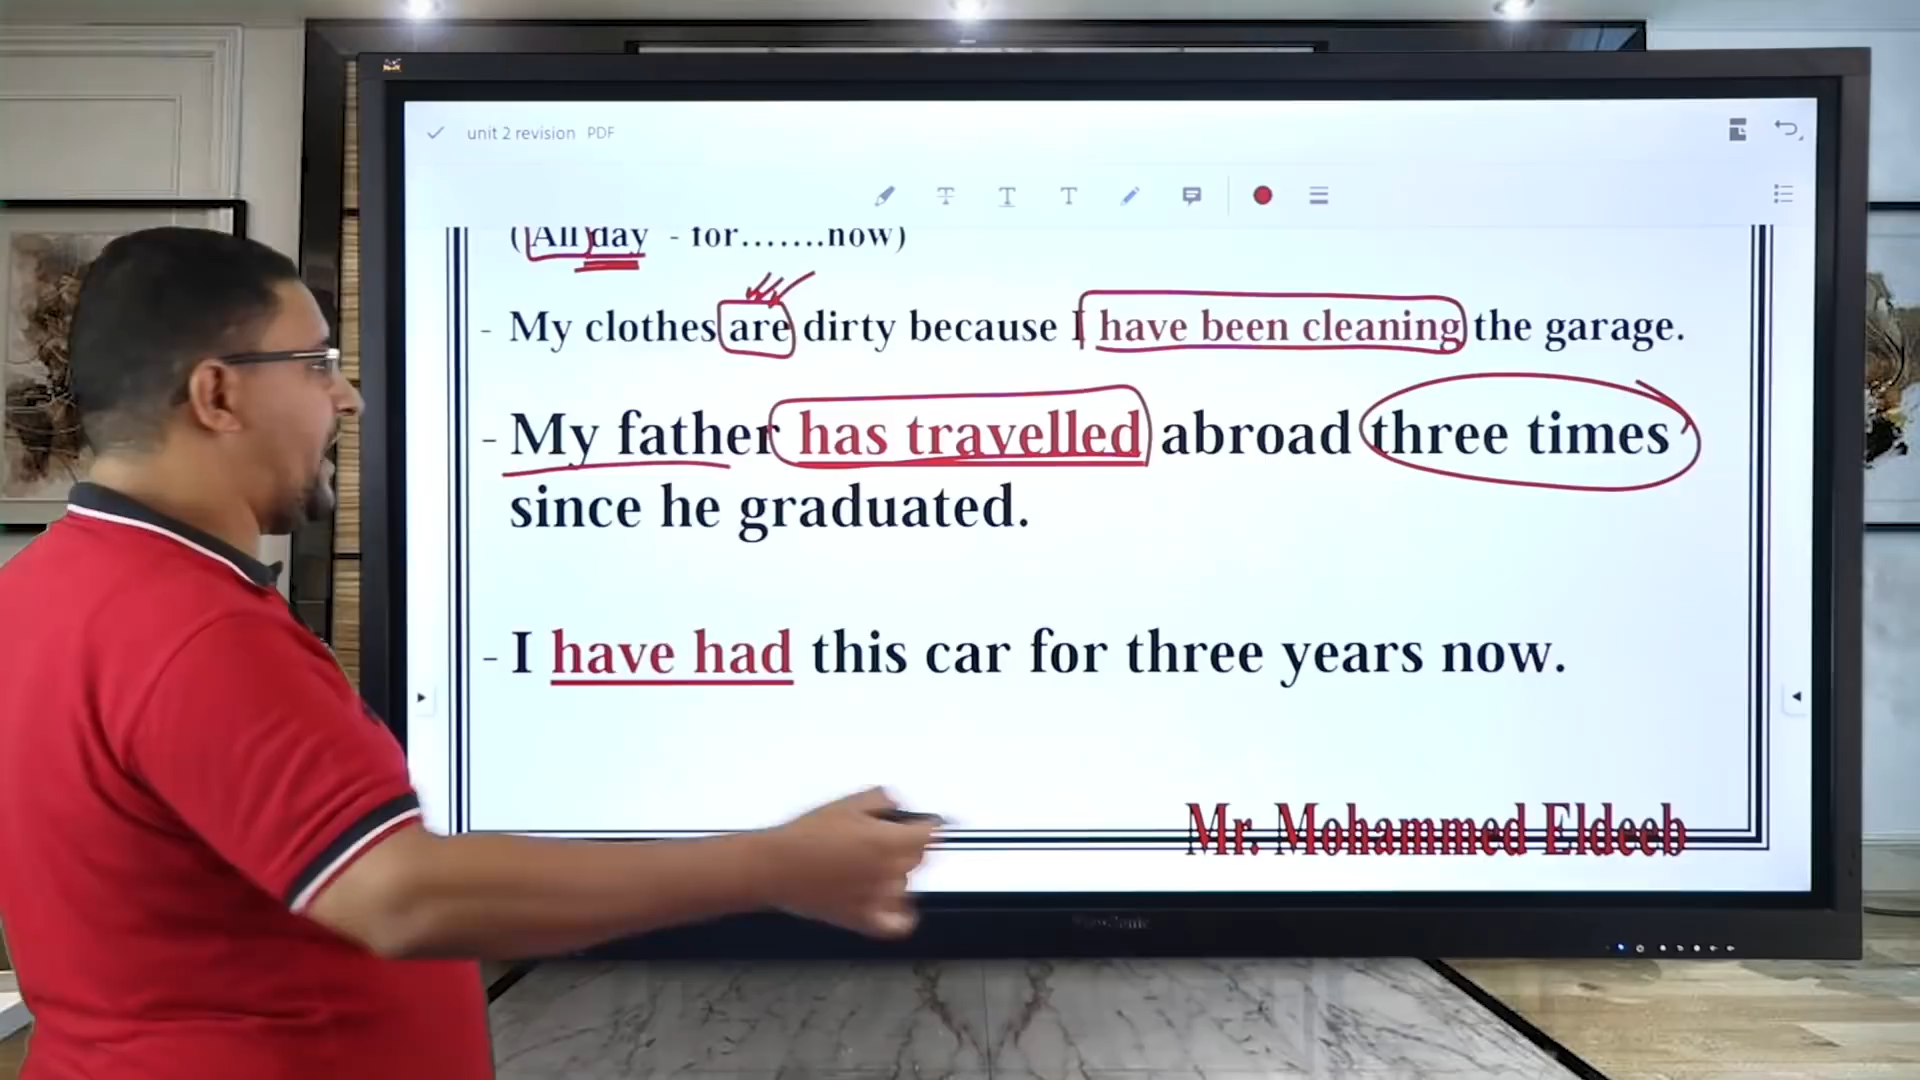 unit 2 revision PDF
(All day - for.......now)
- My clothes are dirty because I have been cleaning the garage.
- My father has travelled abroad three times
since he graduated.
- I have had this car for three years now.
Mr. Mohammed Eldeeb
ViewSonic